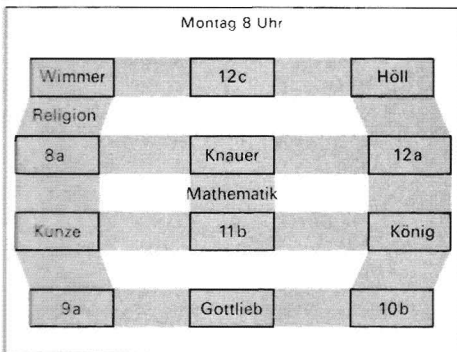 Montag 8 Uhr
Wimmer 12c Höll
Religion
8a Knauer 12a
Mathematik
Kunze 11b König
9a Gottlieb 10b